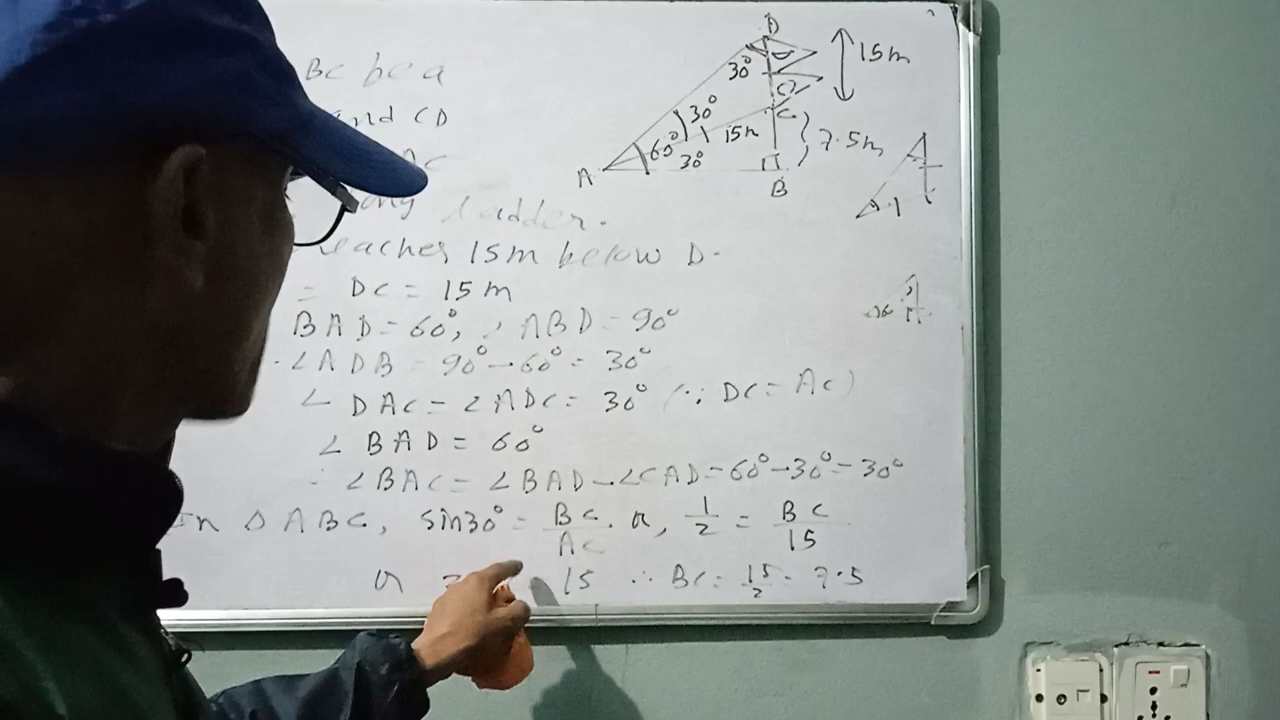 BC be a
and CD
AC
ladder.
reaches 15m below D.
= DC = 15m
BAD = 60°, ABD = 90°
∠ADB = 90° - 60° = 30°
∠DAC = ∠ADC = 30° (∵ DC = AC)
∠BAD = 60°
∴ ∠BAC = ∠BAD - ∠CAD = 60° - 30° = 30°
In △ABC, sin30° = BC/AC. or, 1/2 = BC/15
or 15 ∴ BC = 15/2 = 7.5
D
15m
30°
30°
C
15m
7.5m
60°
30°
A
B